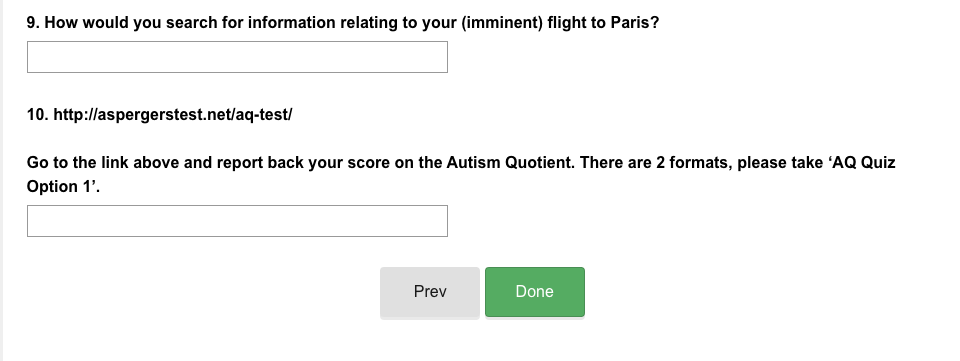 9. How would you search for information relating to your (imminent) flight to Paris?
10. http://aspergerstest.net/aq-test/
Go to the link above and report back your score on the Autism Quotient. There are 2 formats, please take ‘AQ Quiz
Option 1’.
Prev Done